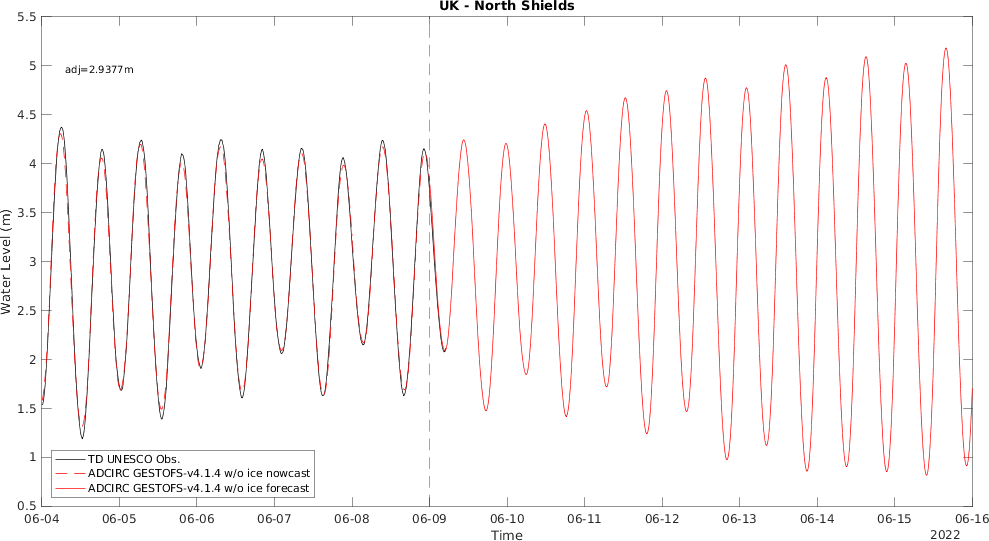 UK - North Shields
5.5
5
4.5
4
3.5
3
2.5
2
1.5
1
0.5
Water Level (m)
adj=2.9377m
TD UNESCO Obs.
ADCIRC GESTOFS-v4.1.4 w/o ice nowcast
ADCIRC GESTOFS-v4.1.4 w/o ice forecast
06-04 06-05 06-06 06-07 06-08 06-09 06-10 06-11 06-12 06-13 06-14 06-15 06-16
Time
2022